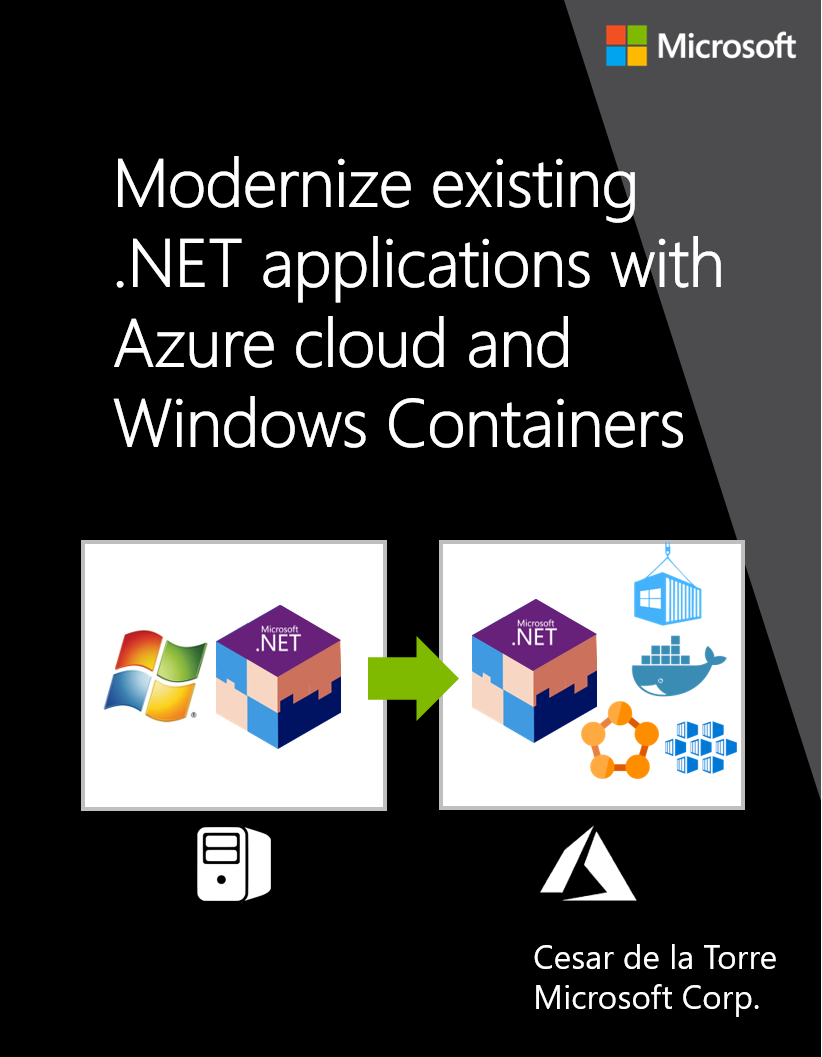 Microsoft
Modernize existing
.NET applications with
Azure cloud and
Windows Containers
Microsoft
.NET
®
Microsoft
.NET
Cesar de la Torre
Microsoft Corp.